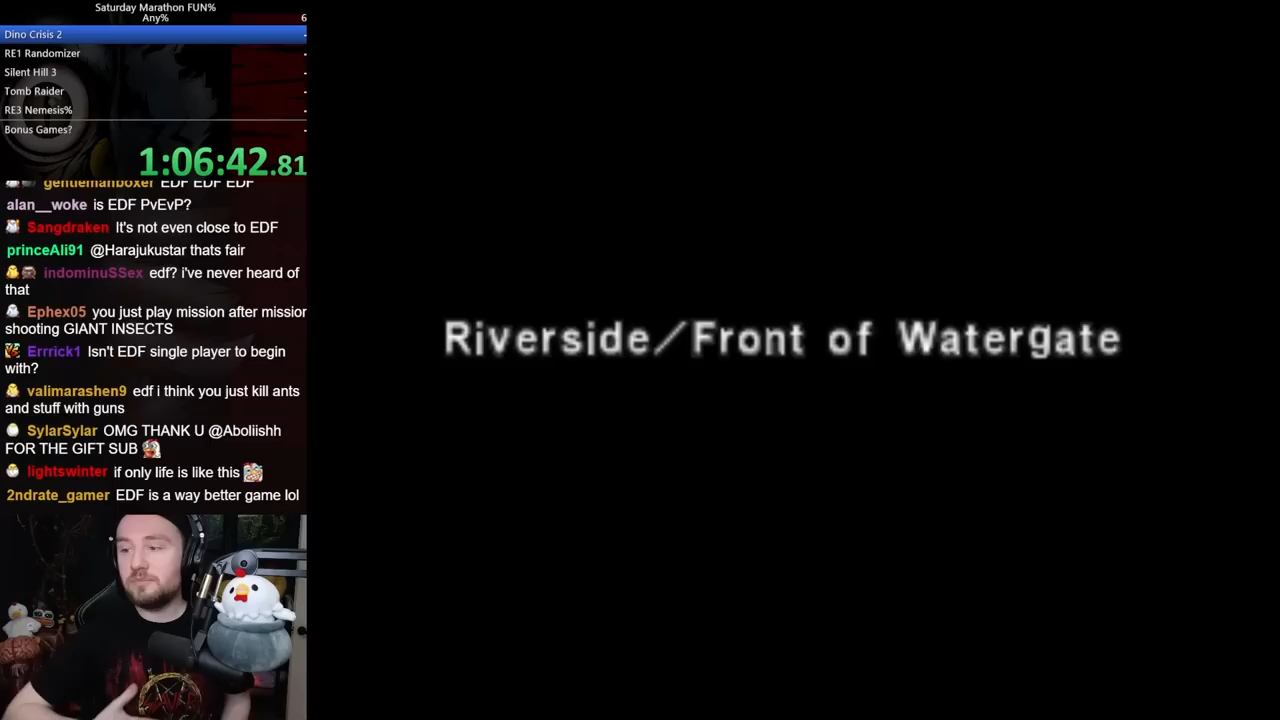 Saturday Marathon FUN%
Any%
6
Dino Crisis 2 -
RE1 Randomizer -
Silent Hill 3 -
Tomb Raider -
RE3 Nemesis% -
Bonus Games? -
1:06:42.81
gentlemanboxer EDF EDF EDF
alan__woke is EDF PvEvP?
Sangdraken It's not even close to EDF
princeAli91 @Harajukustar thats fair
indominuSSex edf? i've never heard of
that
Ephex05 you just play mission after mission
shooting GIANT INSECTS
Errrick1 Isn't EDF single player to begin
with?
valimarashen9 edf i think you just kill ants
and stuff with guns
SylarSylar OMG THANK U @Aboliishh
FOR THE GIFT SUB
lightswinter if only life is like this
2ndrate_gamer EDF is a way better game lol
Riverside/Front of Watergate